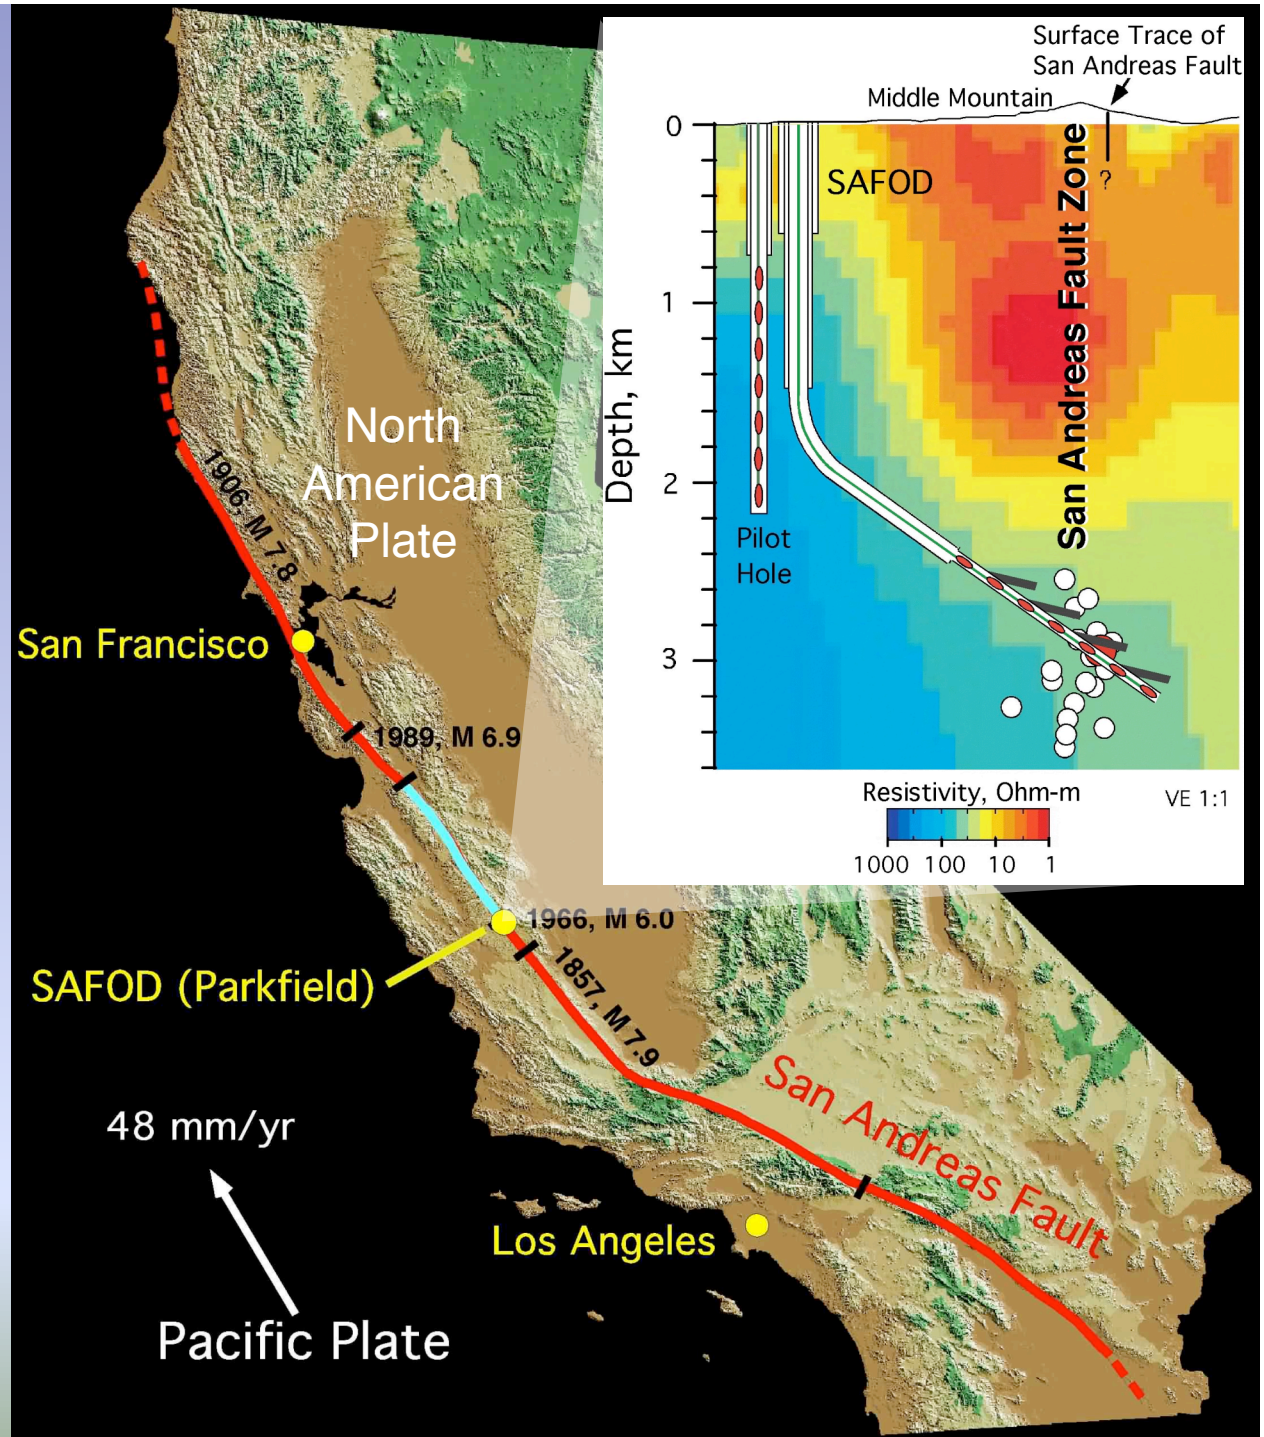 Surface Trace of
San Andreas Fault
Middle Mountain
0
1
2
3
Depth, km
SAFOD
San Andreas Fault Zone
?
Pilot
Hole
Resistivity, Ohm-m
VE 1:1
1000 100 10 1
North
American
Plate
1906, M 7.8
San Francisco
1989, M 6.9
1966, M 6.0
SAFOD (Parkfield)
1857, M 7.9
San Andreas Fault
48 mm/yr
Los Angeles
Pacific Plate